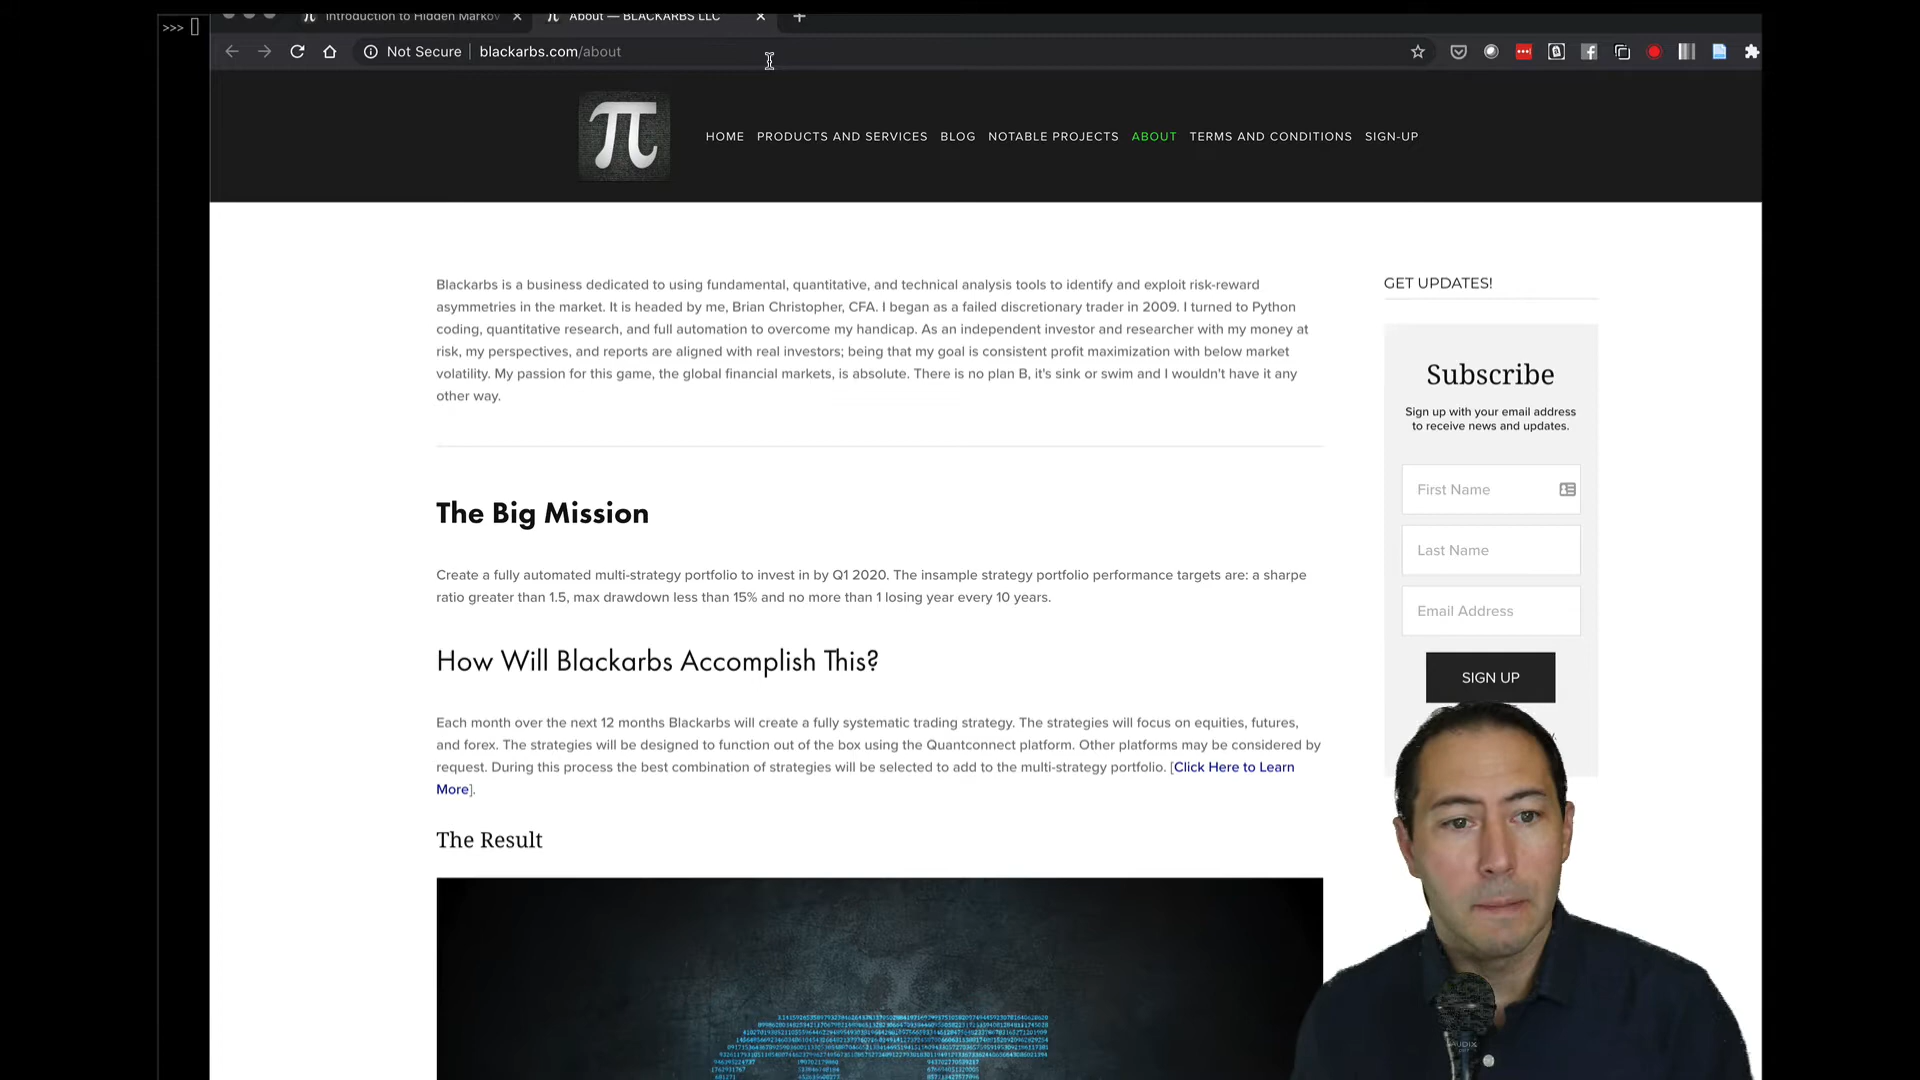 >>>
Introduction to Hidden Markov
About — BLACKARBS LLC
Not Secure | blackarbs.com/about
π
HOME PRODUCTS AND SERVICES BLOG NOTABLE PROJECTS ABOUT TERMS AND CONDITIONS SIGN-UP
Blackarbs is a business dedicated to using fundamental, quantitative, and technical analysis tools to identify and exploit risk-reward
asymmetries in the market. It is headed by me, Brian Christopher, CFA. I began as a failed discretionary trader in 2009. I turned to Python
coding, quantitative research, and full automation to overcome my handicap. As an independent investor and researcher with my money at
risk, my perspectives, and reports are aligned with real investors; being that my goal is consistent profit maximization with below market
volatility. My passion for this game, the global financial markets, is absolute. There is no plan B, it's sink or swim and I wouldn't have it any
other way.
The Big Mission
Create a fully automated multi-strategy portfolio to invest in by Q1 2020. The insample strategy portfolio performance targets are: a sharpe
ratio greater than 1.5, max drawdown less than 15% and no more than 1 losing year every 10 years.
How Will Blackarbs Accomplish This?
Each month over the next 12 months Blackarbs will create a fully systematic trading strategy. The strategies will focus on equities, futures,
and forex. The strategies will be designed to function out of the box using the Quantconnect platform. Other platforms may be considered by
request. During this process the best combination of strategies will be selected to add to the multi-strategy portfolio. [Click Here to Learn
More].
The Result
GET UPDATES!
Subscribe
Sign up with your email address
to receive news and updates.
First Name
Last Name
Email Address
SIGN UP
AUDIX